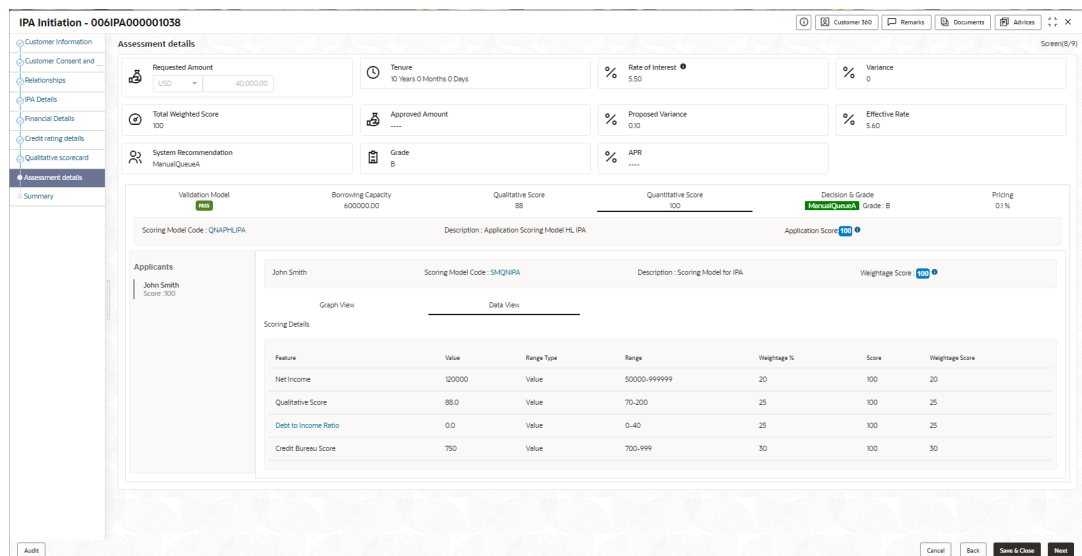 IPA Initiation - 006IPA000001038
Customer 360
Remarks
Documents
Advices
Customer Information
Customer Consent and ...
Relationships
IPA Details
Financial Details
Credit rating details
Qualitative scorecard
Assessment details
Summary
Assessment details
Screen(8/9)
Requested Amount
USD
40,000.00
Tenure
10 Years 0 Months 0 Days
Rate of Interest
5.50
Variance
0
Total Weighted Score
100
Approved Amount
----
Proposed Variance
0.10
Effective Rate
5.60
System Recommendation
ManualQueueA
Grade
B
APR
----
Validation Model
PASS
Borrowing Capacity
600000.00
Qualitative Score
88
Quantitative Score
100
Decision & Grade
ManualQueueA Grade : B
Pricing
0.1 %
Scoring Model Code : QNAPHLIPA
Description : Application Scoring Model HL IPA
Application Score: 100
Applicants
John Smith
Score :100
John Smith
Scoring Model Code : SMQNIPA
Description : Scoring Model for IPA
Weightage Score : 100
Graph View
Data View
Scoring Details
Feature Value Range Type Range Weightage % Score Weightage Score
Net Income 120000 Value 50000-999999 20 100 20
Qualitative Score 88.0 Value 70-200 25 100 25
Debt to Income Ratio 0.0 Value 0-40 25 100 25
Credit Bureau Score 750 Value 700-999 30 100 30
Audit
Cancel
Back
Save & Close
Next